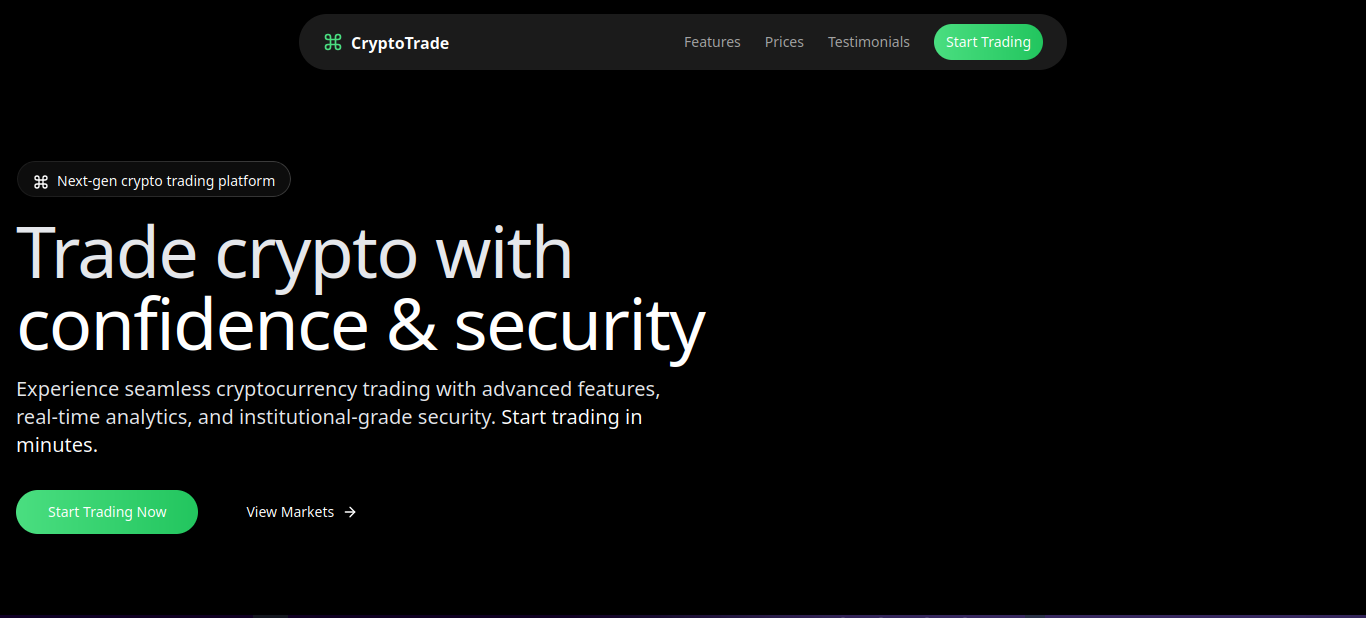 CryptoTrade
Features
Prices
Testimonials
Start Trading
Next-gen crypto trading platform
Trade crypto with
confidence & security
Experience seamless cryptocurrency trading with advanced features,
real-time analytics, and institutional-grade security. Start trading in
minutes.
Start Trading Now
View Markets